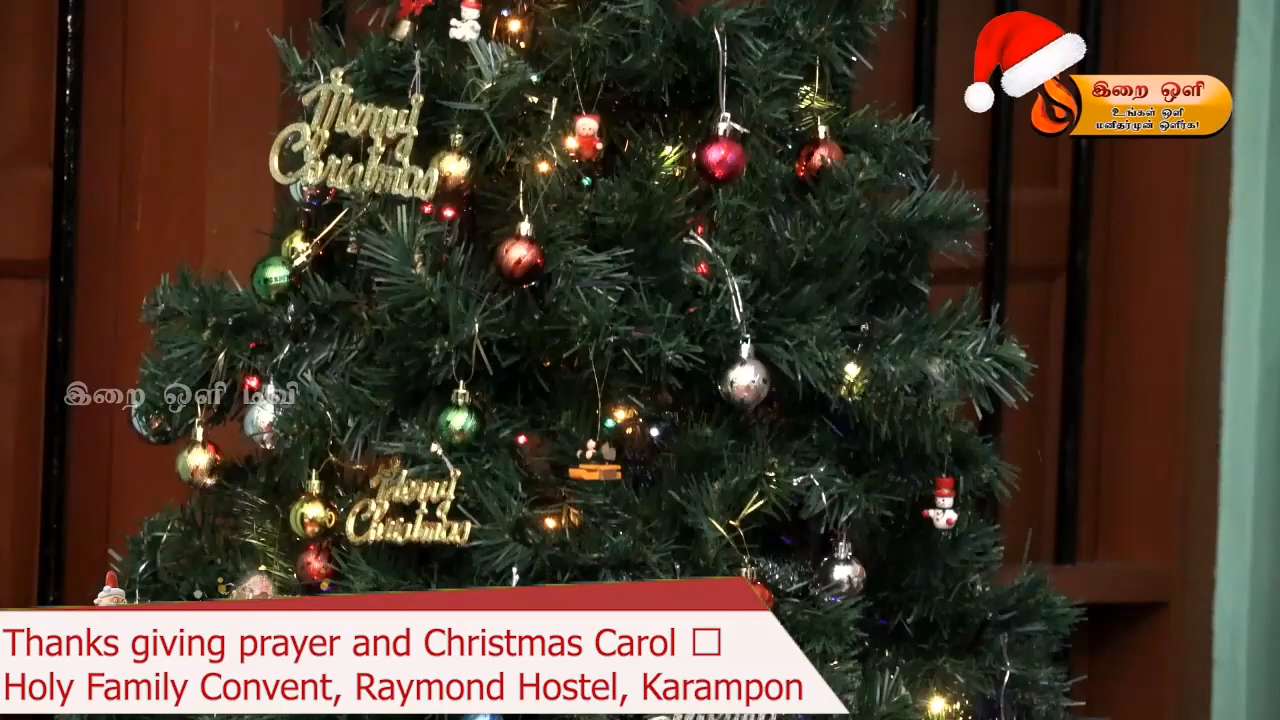 Merry
Christmas
இறை ஒளி
உங்கள் ஒளி
மனிதர்முன் ஒளிர்க!
இறை ஒளி டிவி
Merry
Christmas
Thanks giving prayer and Christmas Carol □
Holy Family Convent, Raymond Hostel, Karampon